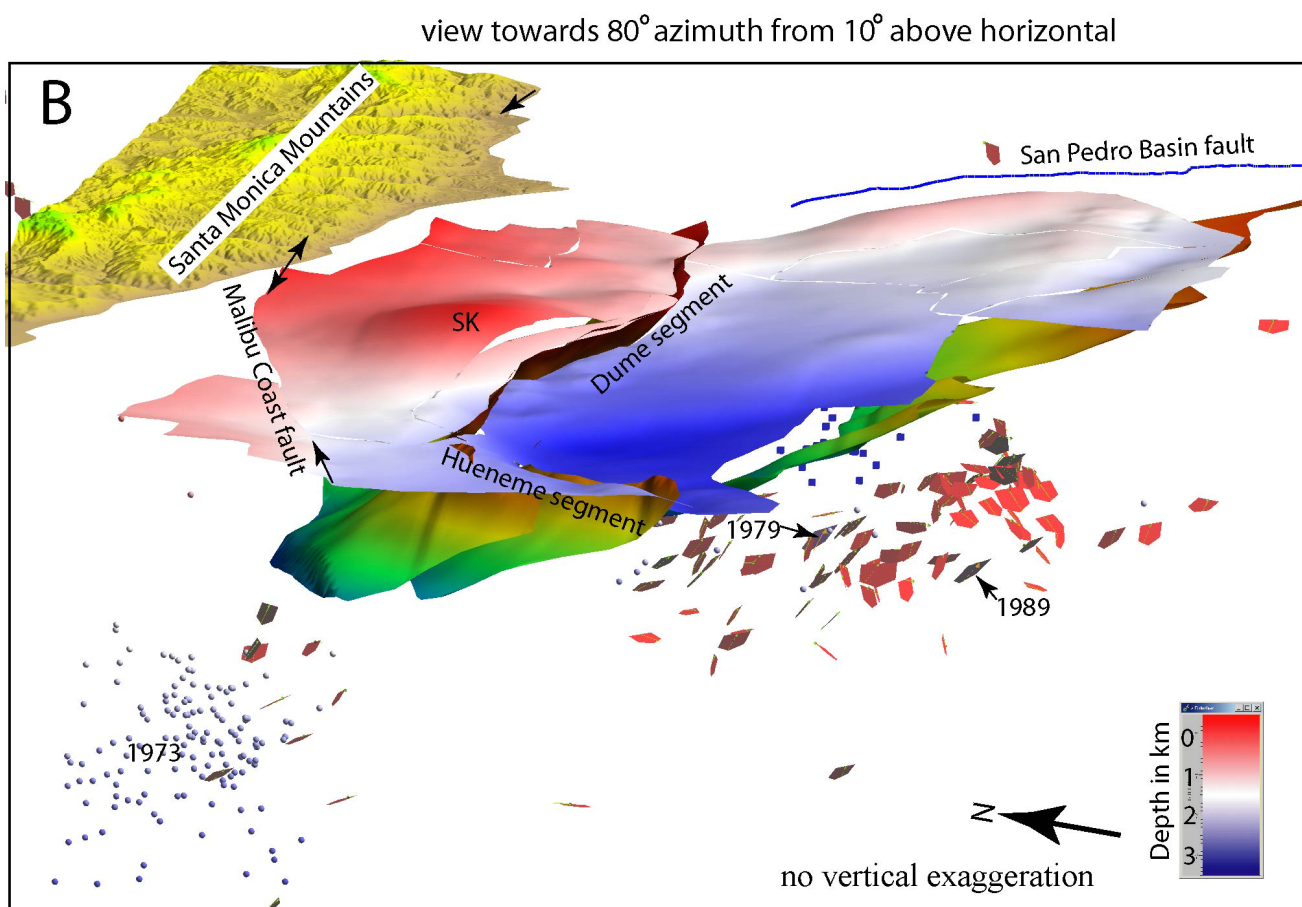 view towards 80° azimuth from 10° above horizontal
B
Santa Monica Mountains
San Pedro Basin fault
SK
Malibu Coast fault
Dume segment
Hueneme segment
1979
1989
1973
N
no vertical exaggeration
Depth in km
0
1
2
3